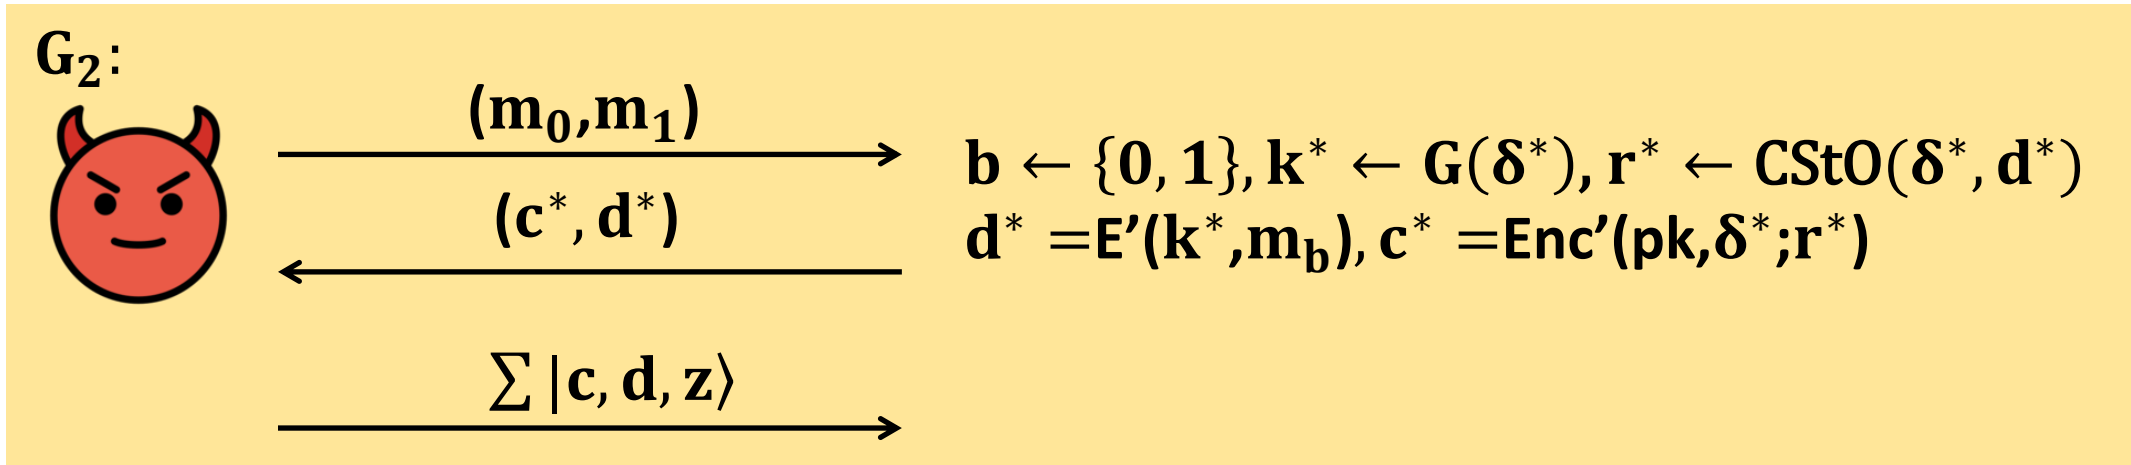 G₂:
(m₀,m₁)
(c*, d*)
∑ |c, d, z⟩
b ← {0, 1}, k* ← G(δ*), r* ← CStO(δ*, d*)
d* =E’(k*,m_b), c* =Enc’(pk,δ*;r*)